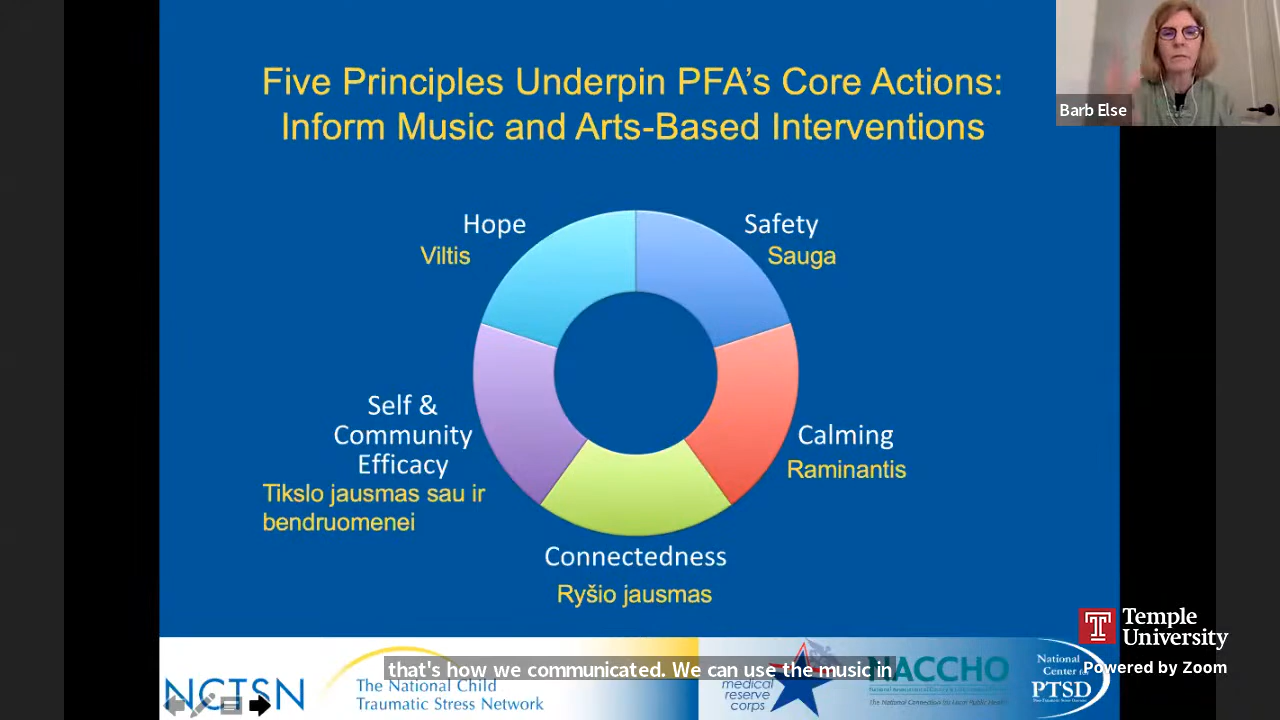 Five Principles Underpin PFA's Core Actions:
Inform Music and Arts-Based Interventions
Barb Else
Hope
Viltis
Safety
Sauga
Self &
Community
Efficacy
Tikslo jausmas sau ir
bendruomenei
Calming
Raminantis
Connectedness
Ryšio jausmas
Temple
University
Powered by Zoom
that's how we communicated. We can use the music in
NCTSN
The National Child
Traumatic Stress Network
medical
reserve
corps
NACCHO
National
Center for
PTSD